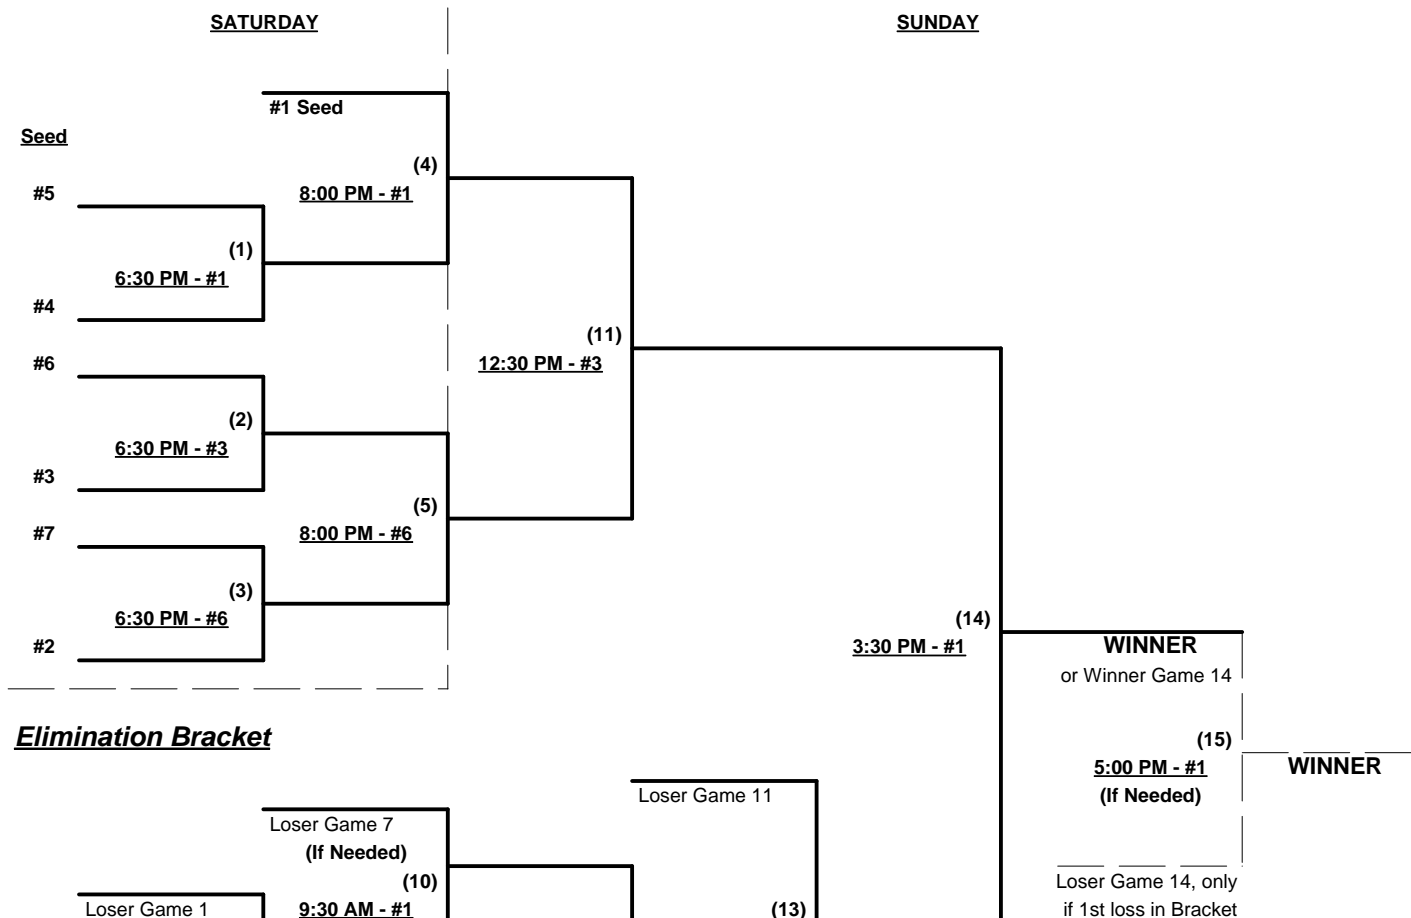 SATURDAY
SUNDAY
#1 Seed
Seed
(4)
8:00 PM - #1
#5
(1)
6:30 PM - #1
#4
(11)
12:30 PM - #3
#6
(2)
6:30 PM - #3
#3
(5)
8:00 PM - #6
#7
(3)
6:30 PM - #6
#2
(14)
3:30 PM - #1
WINNER
or Winner Game 14
Elimination Bracket
(15)
5:00 PM - #1
WINNER
(If Needed)
Loser Game 11
Loser Game 7
(If Needed)
(10)
9:30 AM - #1
Loser Game 1
(13)
Loser Game 14, only
if 1st loss in Bracket